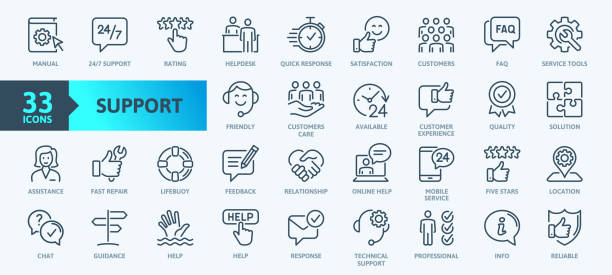 24/7
FAQ
MANUAL
24/7 SUPPORT
RATING
HELPDESK
QUICK RESPONSE
SATISFACTION
CUSTOMERS
FAQ
SERVICE TOOLS
33
ICONS
SUPPORT
24
FRIENDLY
CUSTOMERS
CARE
AVAILABLE
CUSTOMER
EXPERIENCE
QUALITY
SOLUTION
24
ASSISTANCE
FAST REPAIR
LIFEBUOY
FEEDBACK
RELATIONSHIP
ONLINE HELP
MOBILE
SERVICE
FIVE STARS
LOCATION
?
HELP
i
CHAT
GUIDANCE
HELP
HELP
RESPONSE
TECHNICAL
SUPPORT
PROFESSIONAL
INFO
RELIABLE